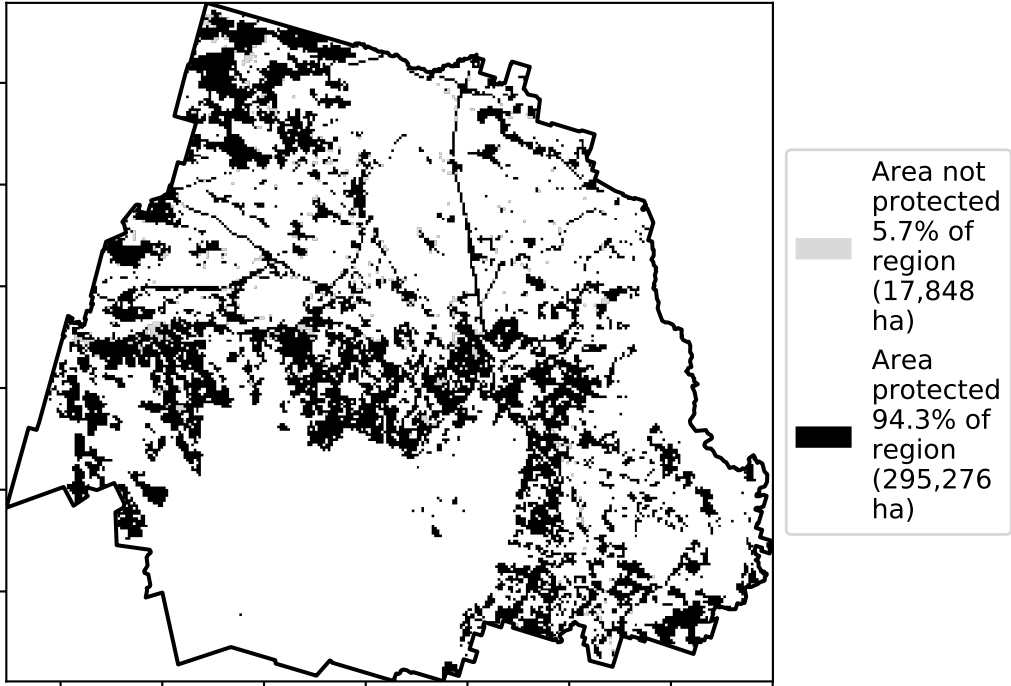 Area not
protected
5.7% of
region
(17,848
ha)
Area
protected
94.3% of
region
(295,276
ha)